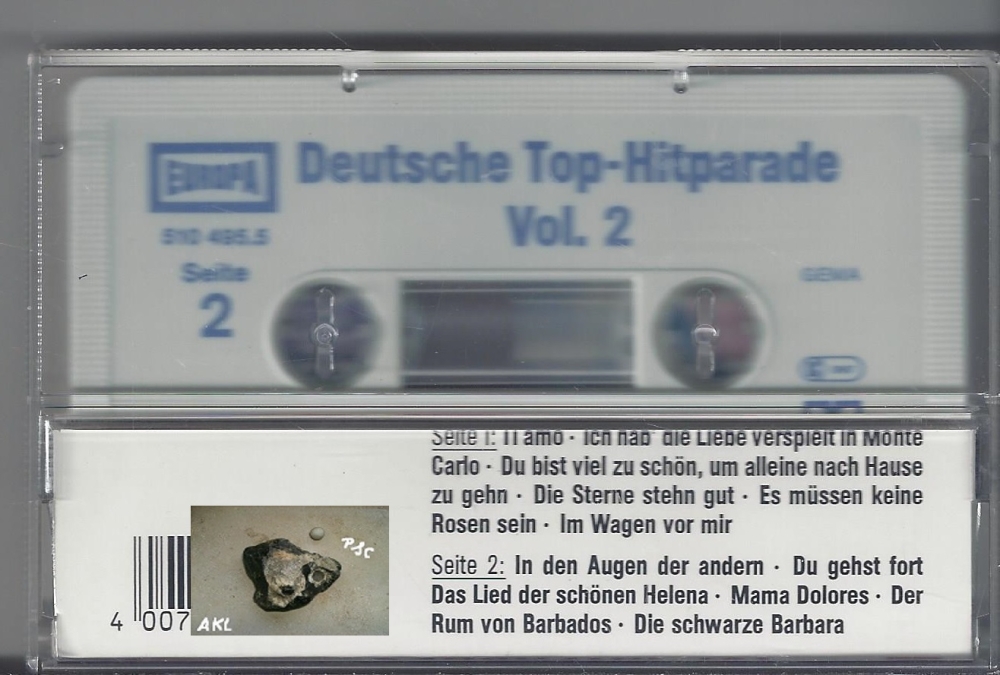 EUROPA
Deutsche Top-Hitparade
Vol. 2
510 495.5
Seite
2
GEMA
Seite 1: Ti amo · Ich hab' die Liebe verspielt in Monte
Carlo · Du bist viel zu schön, um alleine nach Hause
zu gehn · Die Sterne stehn gut · Es müssen keine
Rosen sein · Im Wagen vor mir
Seite 2: In den Augen der andern · Du gehst fort
Das Lied der schönen Helena · Mama Dolores · Der
Rum von Barbados · Die schwarze Barbara
PSC
AKL
4 007